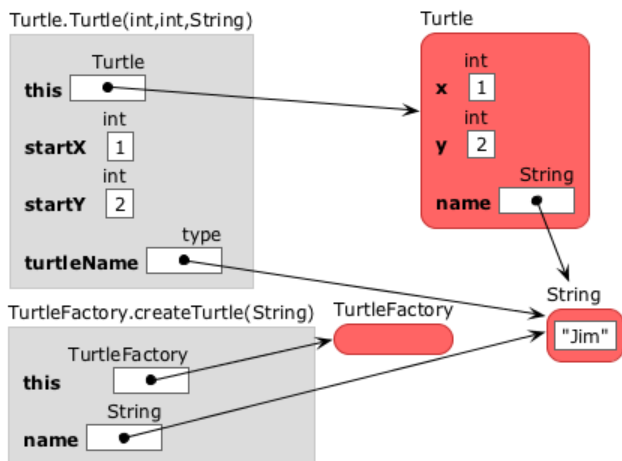 Turtle.Turtle(int,int,String)
Turtle
this
int
startX 1
int
startY 2
type
turtleName
Turtle
int
x 1
int
y 2
String
name
String
"Jim"
TurtleFactory.createTurtle(String)
TurtleFactory
this
String
name
TurtleFactory